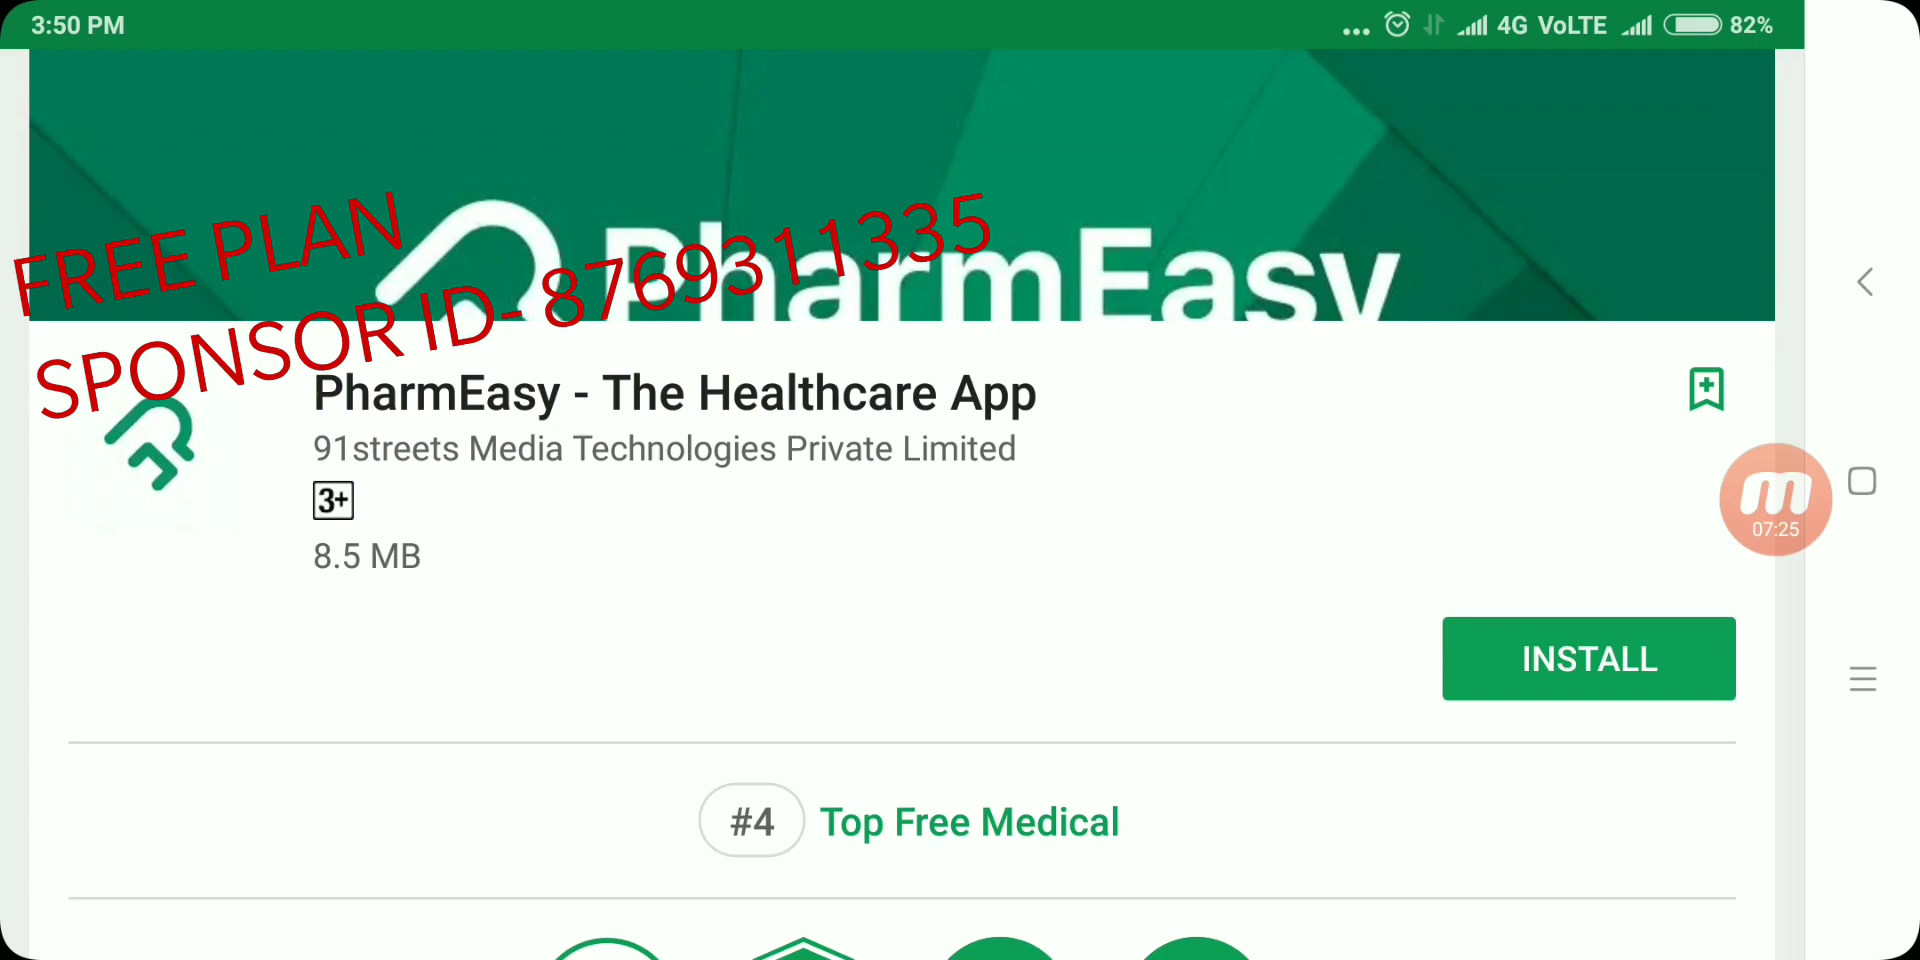 3:50 PM
... 4G VoLTE 82%
PharmEasy
FREE PLAN
SPONSOR ID- 8769311335
PharmEasy - The Healthcare App
91streets Media Technologies Private Limited
3+
8.5 MB
07:25
INSTALL
#4 Top Free Medical